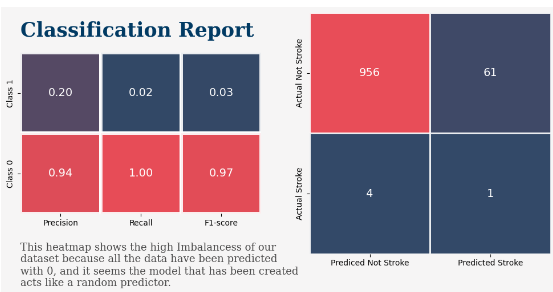 Classification Report
Class 1
0.20 0.02 0.03
Class 0
0.94 1.00 0.97
Precision Recall F1-score
This heatmap shows the high Imbalancess of our
dataset because all the data have been predicted
with 0, and it seems the model that has been created
acts like a random predictor.
Actual Not Stroke
956 61
Actual Stroke
4 1
Prediced Not Stroke Predicted Stroke